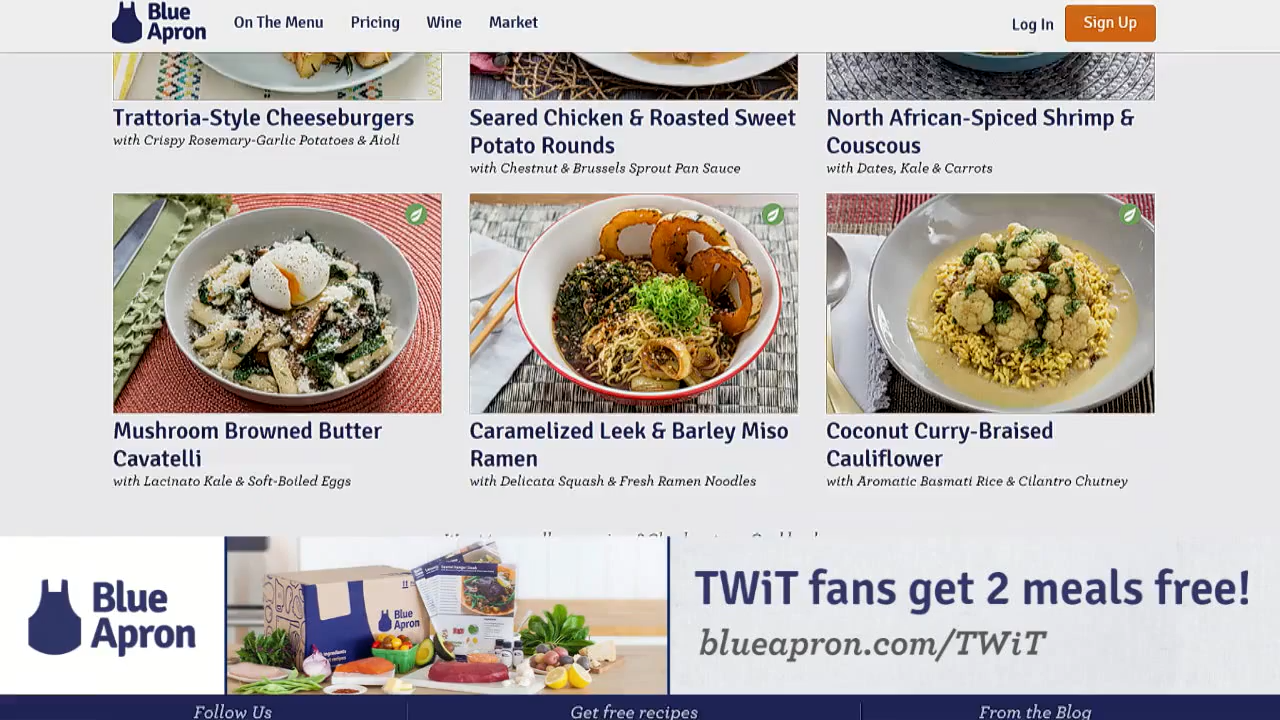 Blue
Apron
On The Menu
Pricing
Wine
Market
Log In
Sign Up
Trattoria-Style Cheeseburgers
with Crispy Rosemary-Garlic Potatoes & Aioli
Seared Chicken & Roasted Sweet
Potato Rounds
with Chestnut & Brussels Sprout Pan Sauce
North African-Spiced Shrimp &
Couscous
with Dates, Kale & Carrots
Mushroom Browned Butter
Cavatelli
with Lacinato Kale & Soft-Boiled Eggs
Caramelized Leek & Barley Miso
Ramen
with Delicata Squash & Fresh Ramen Noodles
Coconut Curry-Braised
Cauliflower
with Aromatic Basmati Rice & Cilantro Chutney
Blue
Apron
Blue
Apron
TWiT fans get 2 meals free!
blueapron.com/TWiT
Follow Us
Get free recipes
From the Blog